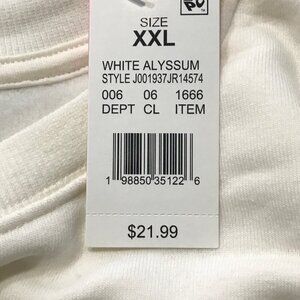 SIZE
XXL
WHITE ALYSSUM
STYLE J001937JR14574
006 06 1666
DEPT CL ITEM
1 98850 35122 6
$21.99